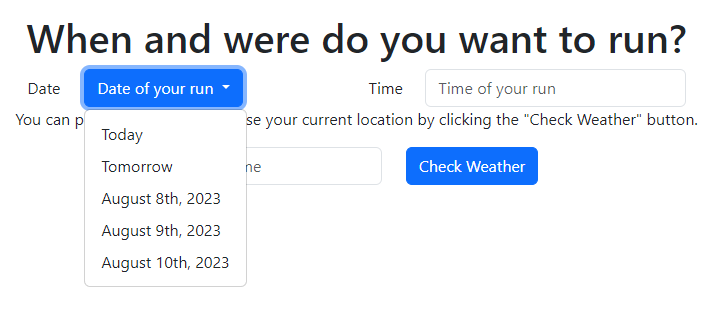 When and were do you want to run?
Date Date of your run Time Time of your run
You can p se your current location by clicking the "Check Weather" button.
Today
Tomorrow
me Check Weather
August 8th, 2023
August 9th, 2023
August 10th, 2023